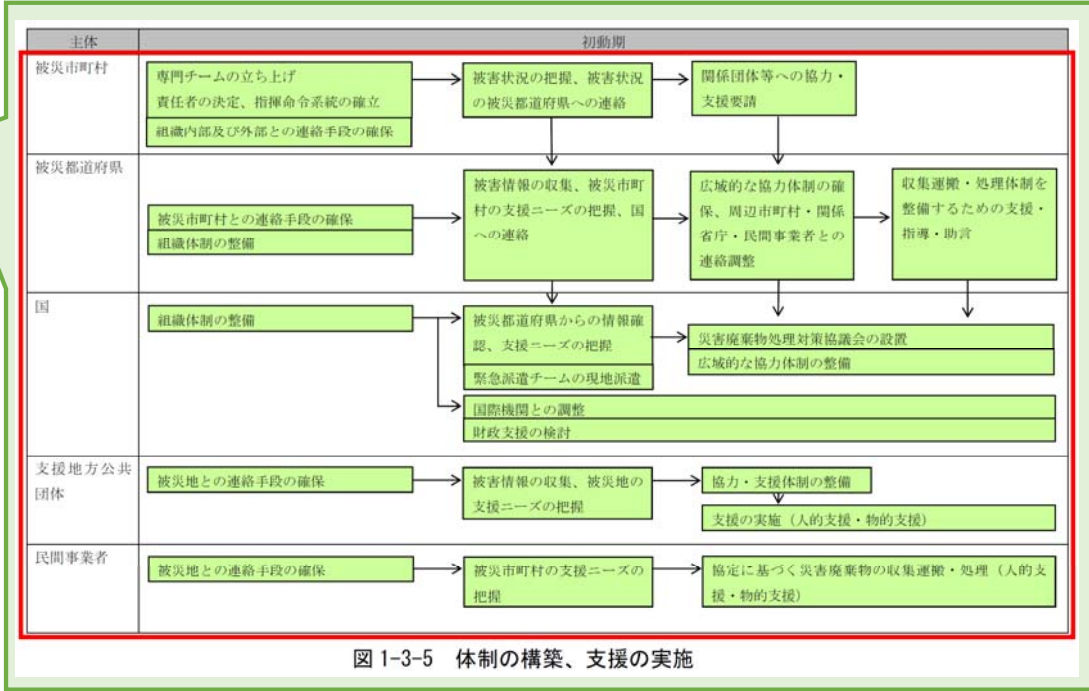 主体
初動期
被災市町村
専門チームの立ち上げ
責任者の決定、指揮命令系統の確立
組織内部及び外部との連絡手段の確保
被害状況の把握、被害状況
の被災都道府県への連絡
関係団体等への協力・
支援要請
被災都道府県
被災市町村との連絡手段の確保
組織体制の整備
被害情報の収集、被災市町
村の支援ニーズの把握、国
への連絡
広域的な協力体制の確
保、周辺市町村・関係
省庁・民間事業者との
連絡調整
収集運搬・処理体制を
整備するための支援・
指導・助言
国
組織体制の整備
被災都道府県からの情報確
認、支援ニーズの把握
緊急派遣チームの現地派遣
災害廃棄物処理対策協議会の設置
広域的な協力体制の整備
国際機関との調整
財政支援の検討
支援地方公共
団体
被災地との連絡手段の確保
被害情報の収集、被災地の
支援ニーズの把握
協力・支援体制の整備
支援の実施（人的支援・物的支援）
民間事業者
被災地との連絡手段の確保
被災市町村の支援ニーズの
把握
協定に基づく災害廃棄物の収集運搬・処理（人的支
援・物的支援）
図 1-3-5 体制の構築、支援の実施